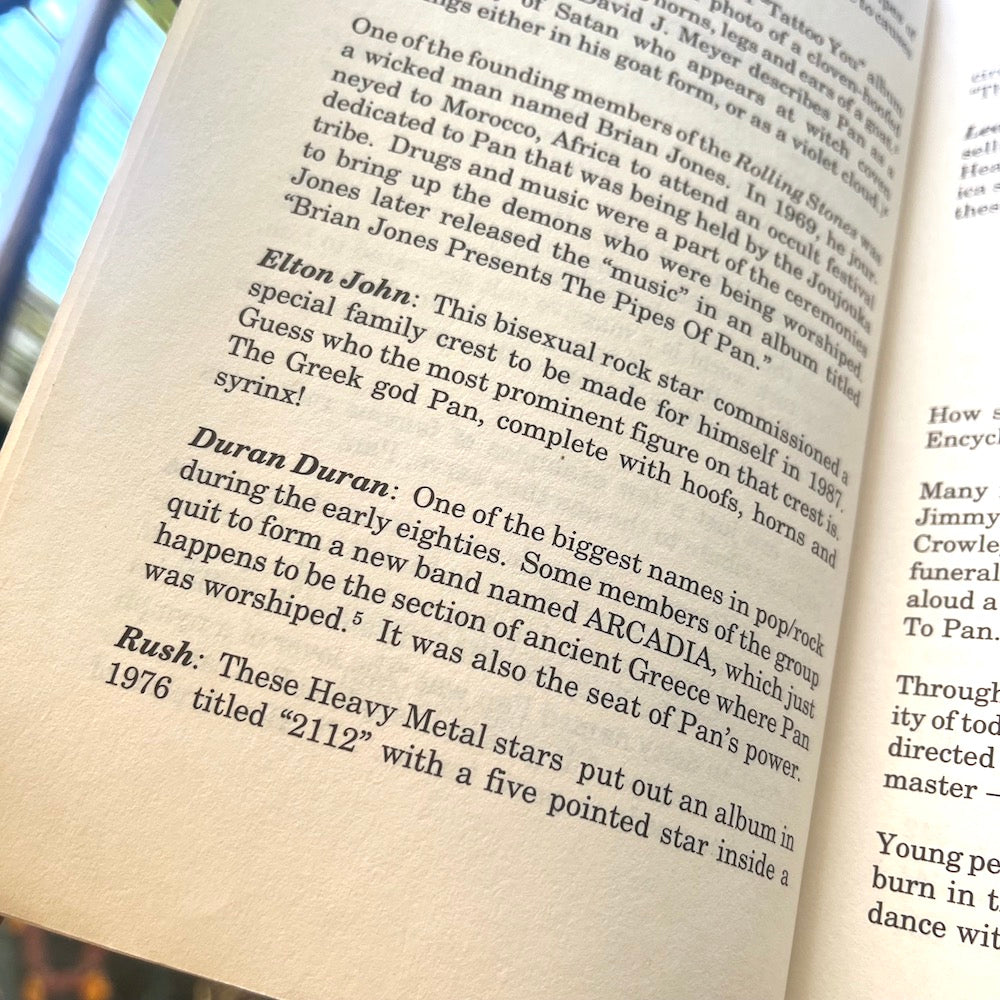 of
to cause
"Tattoo You" album
photo of a cloven-hoofed
horns, legs and ears of a goat.
David J. Meyer describes Pan as a
of Satan who appears at witch covens
either in his goat form, or as a violet cloud.)
One of the founding members of the Rolling Stones was
a wicked man named Brian Jones. In 1969, he jour-
neyed to Morocco, Africa to attend an occult festival
dedicated to Pan that was being held by the Joujouka
tribe. Drugs and music were a part of the ceremonies
to bring up the demons who were being worshiped.
Jones later released the "music" in an album titled
"Brian Jones Presents The Pipes Of Pan."
Elton John: This bisexual rock star commissioned a
special family crest to be made for himself in 1987.
Guess who the most prominent figure on that crest is.
The Greek god Pan, complete with hoofs, horns and
syrinx!
Duran Duran: One of the biggest names in pop/rock
during the early eighties. Some members of the group
quit to form a new band named ARCADIA, which just
happens to be the section of ancient Greece where Pan
was worshiped.⁵ It was also the seat of Pan's power.
Rush: These Heavy Metal stars put out an album in
1976 titled "2112" with a five pointed star inside a
How s
Encycl
Many
Jimmy
Crowle
funeral
aloud a
To Pan.
Through
ity of tod
directed
master –
Young pe
burn in t
dance wit